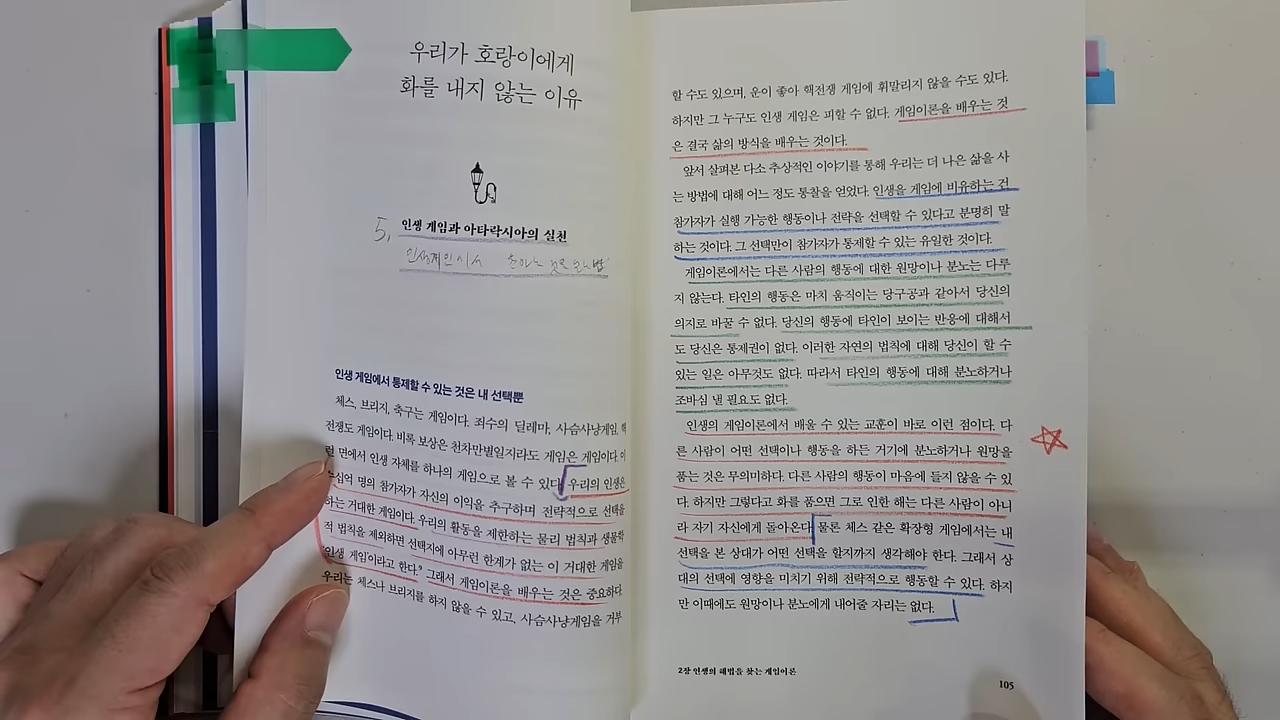 우리가 호랑이에게
화를 내지 않는 이유
5. 인생 게임과 아타락시아의 실천
인생 게임에서 통제할 수 있는 것은 내 선택뿐
체스, 브리지, 축구는 게임이다. 죄수의 딜레마, 사슴사냥게임, 핵
전쟁도 게임이다. 비록 보상은 천차만별일지라도 게임은 게임이다. 이
런 면에서 인생 자체를 하나의 게임으로 볼 수 있다. 우리의 인생은
수십억 명의 참가자가 자신의 이익을 추구하며 전략적으로 선택을
하는 거대한 게임이다. 우리의 활동을 제한하는 물리 법칙과 생물학
적 법칙을 제외하면 선택지에 아무런 한계가 없는 이 거대한 게임을
인생 게임이라고 한다.⁹ 그래서 게임이론을 배우는 것은 중요하다.
우리는 체스나 브리지를 하지 않을 수 있고, 사슴사냥게임을 거부
할 수도 있으며, 운이 좋아 핵전쟁 게임에 휘말리지 않을 수도 있다.
하지만 그 누구도 인생 게임은 피할 수 없다. 게임이론을 배우는 것
은 결국 삶의 방식을 배우는 것이다.
앞서 살펴본 다소 추상적인 이야기를 통해 우리는 더 나은 삶을 사
는 방법에 대해 어느 정도 통찰을 얻었다. 인생을 게임에 비유하는 건
참가자가 실행 가능한 행동이나 전략을 선택할 수 있다고 분명히 말
하는 것이다. 그 선택만이 참가자가 통제할 수 있는 유일한 것이다.
게임이론에서는 다른 사람의 행동에 대한 원망이나 분노는 다루
지 않는다. 타인의 행동은 마치 움직이는 당구공과 같아서 당신의
의지로 바꿀 수 없다. 당신의 행동에 타인이 보이는 반응에 대해서
도 당신은 통제권이 없다. 이러한 자연의 법칙에 대해 당신이 할 수
있는 일은 아무것도 없다. 따라서 타인의 행동에 대해 분노하거나
조바심 낼 필요도 없다.
인생의 게임이론에서 배울 수 있는 교훈이 바로 이런 점이다. 다
른 사람이 어떤 선택이나 행동을 하는 거기에 분노하거나 원망을
품는 것은 무의미하다. 다른 사람의 행동이 마음에 들지 않을 수 있
다. 하지만 그렇다고 화를 품으면 그로 인한 해는 다른 사람이 아니
라 자기 자신에게 돌아온다. 물론 체스 같은 확장형 게임에서는 내
선택을 본 상대가 어떤 선택을 할지까지 생각해야 한다. 그래서 상
대의 선택에 영향을 미치기 위해 전략적으로 행동할 수 있다. 하지
만 이때에도 원망이나 분노에게 내어줄 자리는 없다.
2장 인생의 해법을 찾는 게임이론
105